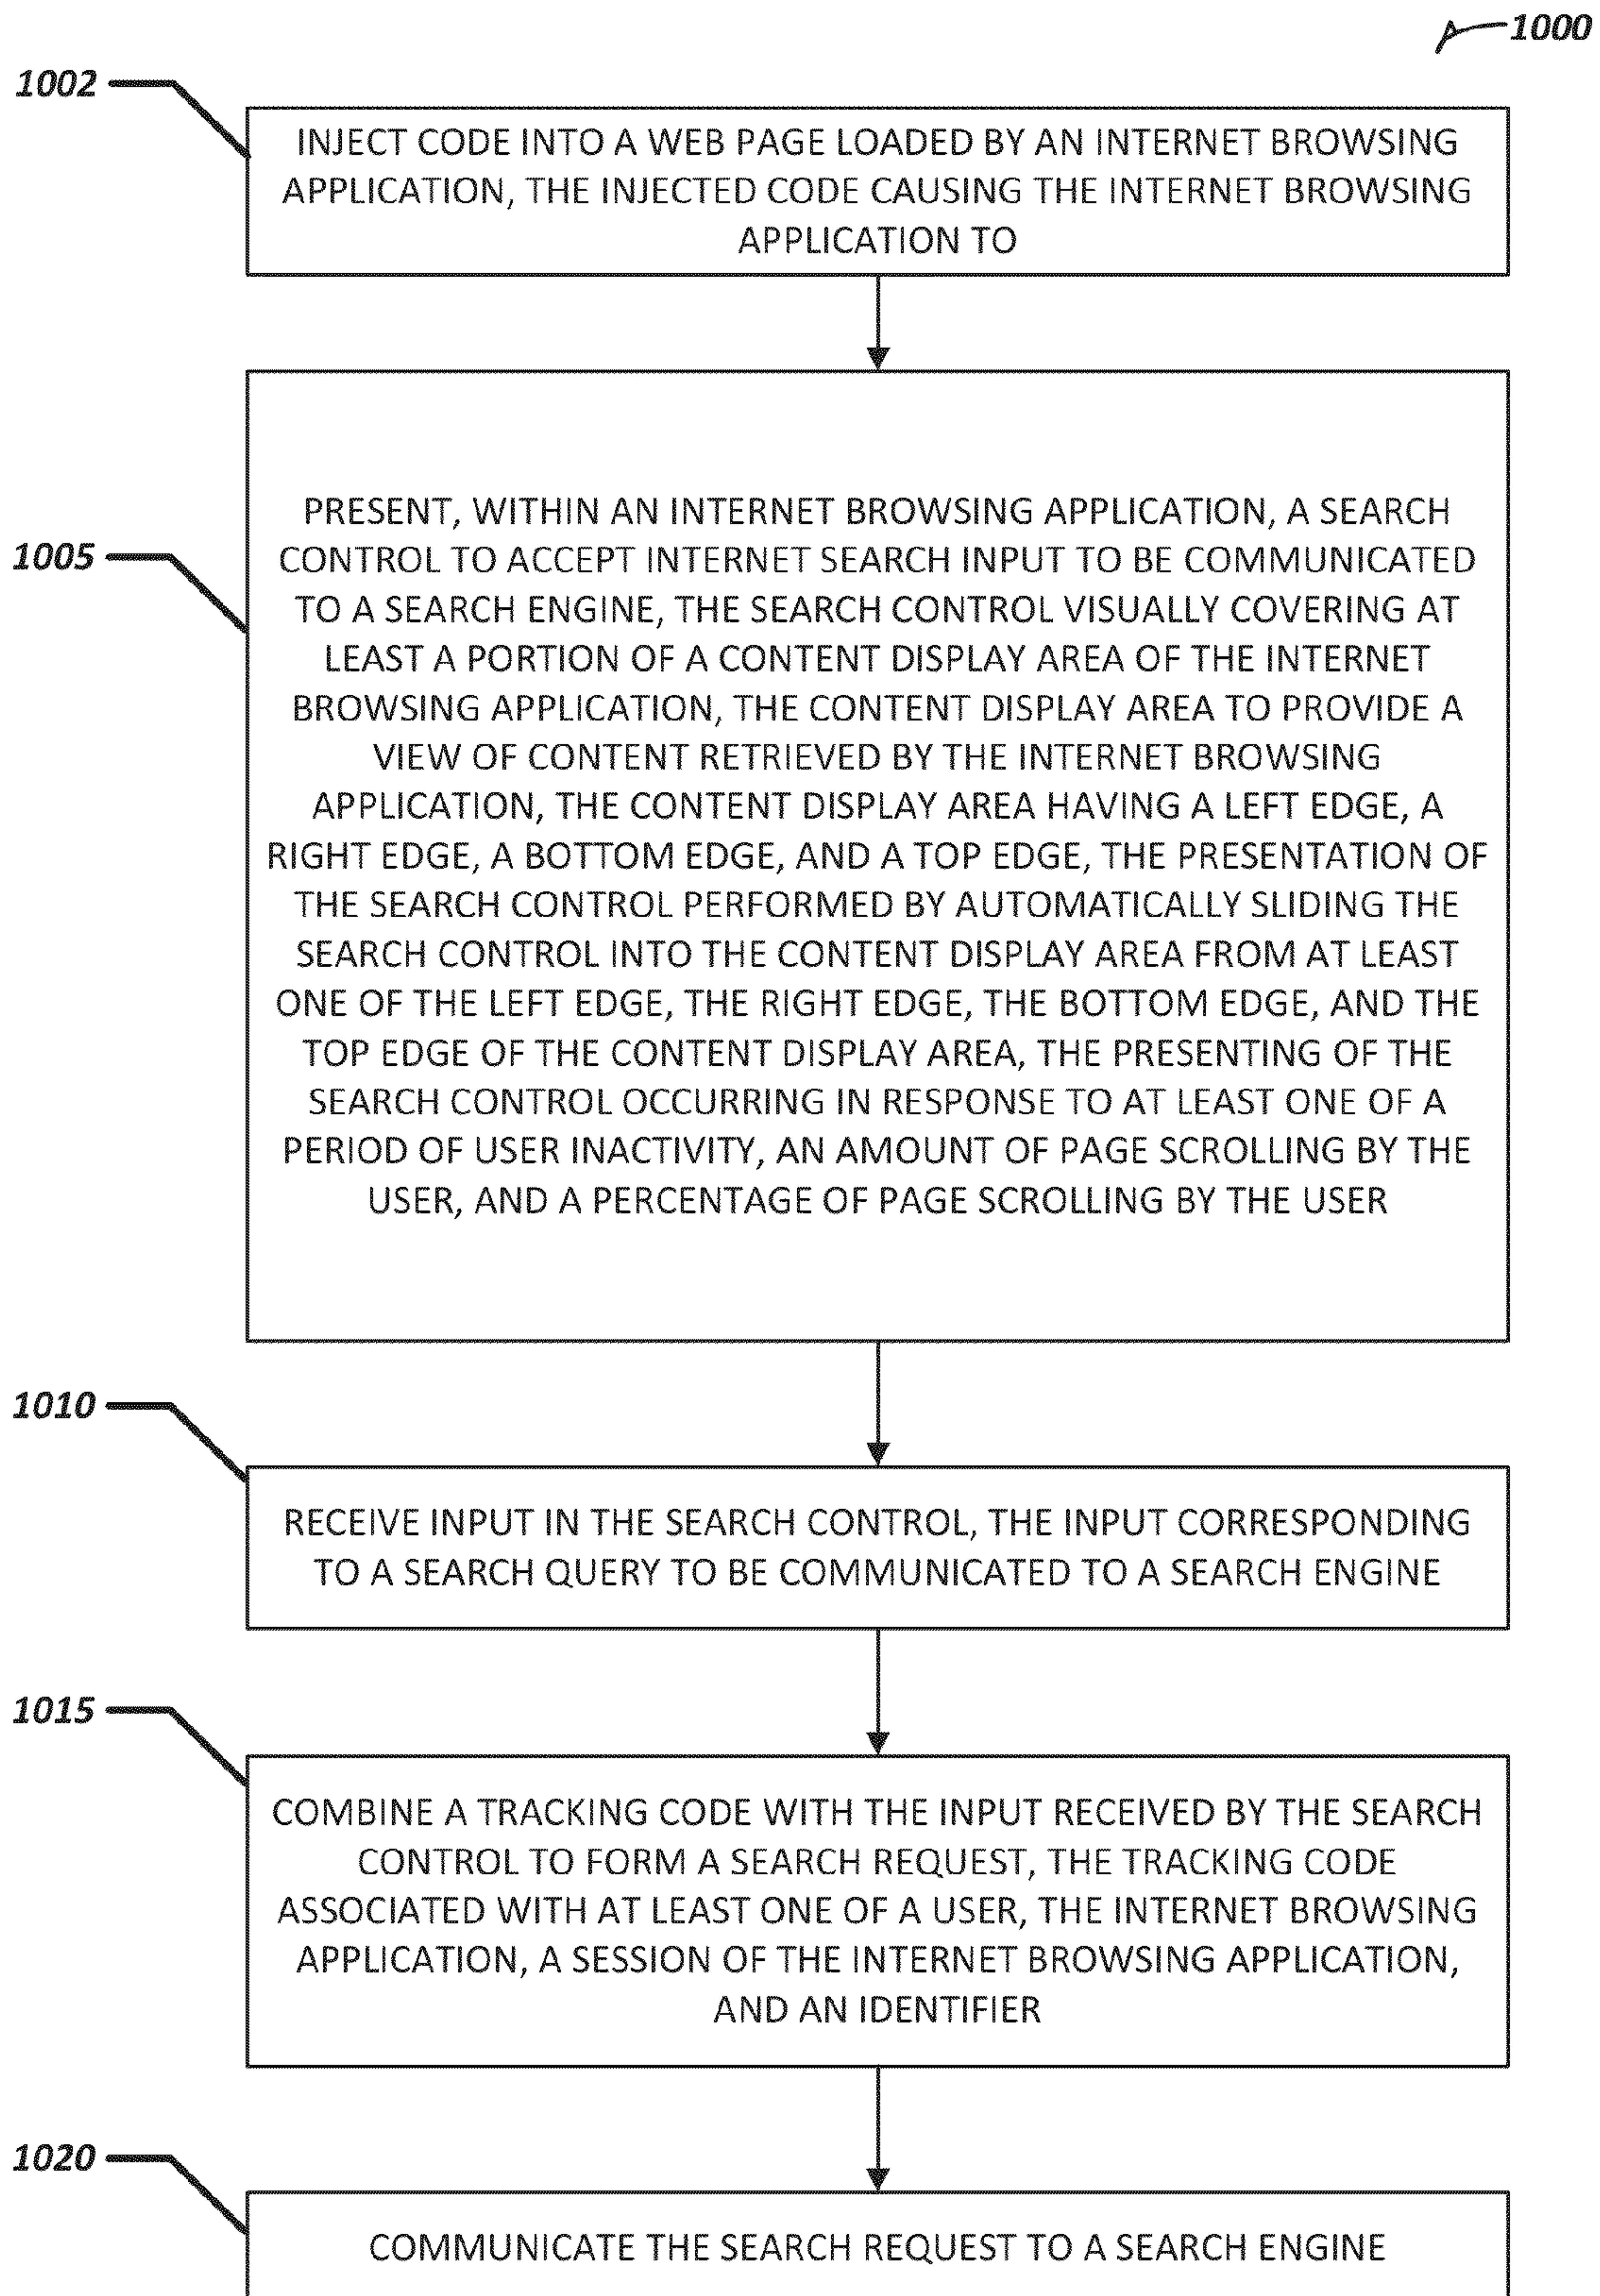 1000
1002
INJECT CODE INTO A WEB PAGE LOADED BY AN INTERNET BROWSING
APPLICATION, THE INJECTED CODE CAUSING THE INTERNET BROWSING
APPLICATION TO
1005
PRESENT, WITHIN AN INTERNET BROWSING APPLICATION, A SEARCH
CONTROL TO ACCEPT INTERNET SEARCH INPUT TO BE COMMUNICATED
TO A SEARCH ENGINE, THE SEARCH CONTROL VISUALLY COVERING AT
LEAST A PORTION OF A CONTENT DISPLAY AREA OF THE INTERNET
BROWSING APPLICATION, THE CONTENT DISPLAY AREA TO PROVIDE A
VIEW OF CONTENT RETRIEVED BY THE INTERNET BROWSING
APPLICATION, THE CONTENT DISPLAY AREA HAVING A LEFT EDGE, A
RIGHT EDGE, A BOTTOM EDGE, AND A TOP EDGE, THE PRESENTATION OF
THE SEARCH CONTROL PERFORMED BY AUTOMATICALLY SLIDING THE
SEARCH CONTROL INTO THE CONTENT DISPLAY AREA FROM AT LEAST
ONE OF THE LEFT EDGE, THE RIGHT EDGE, THE BOTTOM EDGE, AND THE
TOP EDGE OF THE CONTENT DISPLAY AREA, THE PRESENTING OF THE
SEARCH CONTROL OCCURRING IN RESPONSE TO AT LEAST ONE OF A
PERIOD OF USER INACTIVITY, AN AMOUNT OF PAGE SCROLLING BY THE
USER, AND A PERCENTAGE OF PAGE SCROLLING BY THE USER
1010
RECEIVE INPUT IN THE SEARCH CONTROL, THE INPUT CORRESPONDING
TO A SEARCH QUERY TO BE COMMUNICATED TO A SEARCH ENGINE
1015
COMBINE A TRACKING CODE WITH THE INPUT RECEIVED BY THE SEARCH
CONTROL TO FORM A SEARCH REQUEST, THE TRACKING CODE
ASSOCIATED WITH AT LEAST ONE OF A USER, THE INTERNET BROWSING
APPLICATION, A SESSION OF THE INTERNET BROWSING APPLICATION,
AND AN IDENTIFIER
1020
COMMUNICATE THE SEARCH REQUEST TO A SEARCH ENGINE